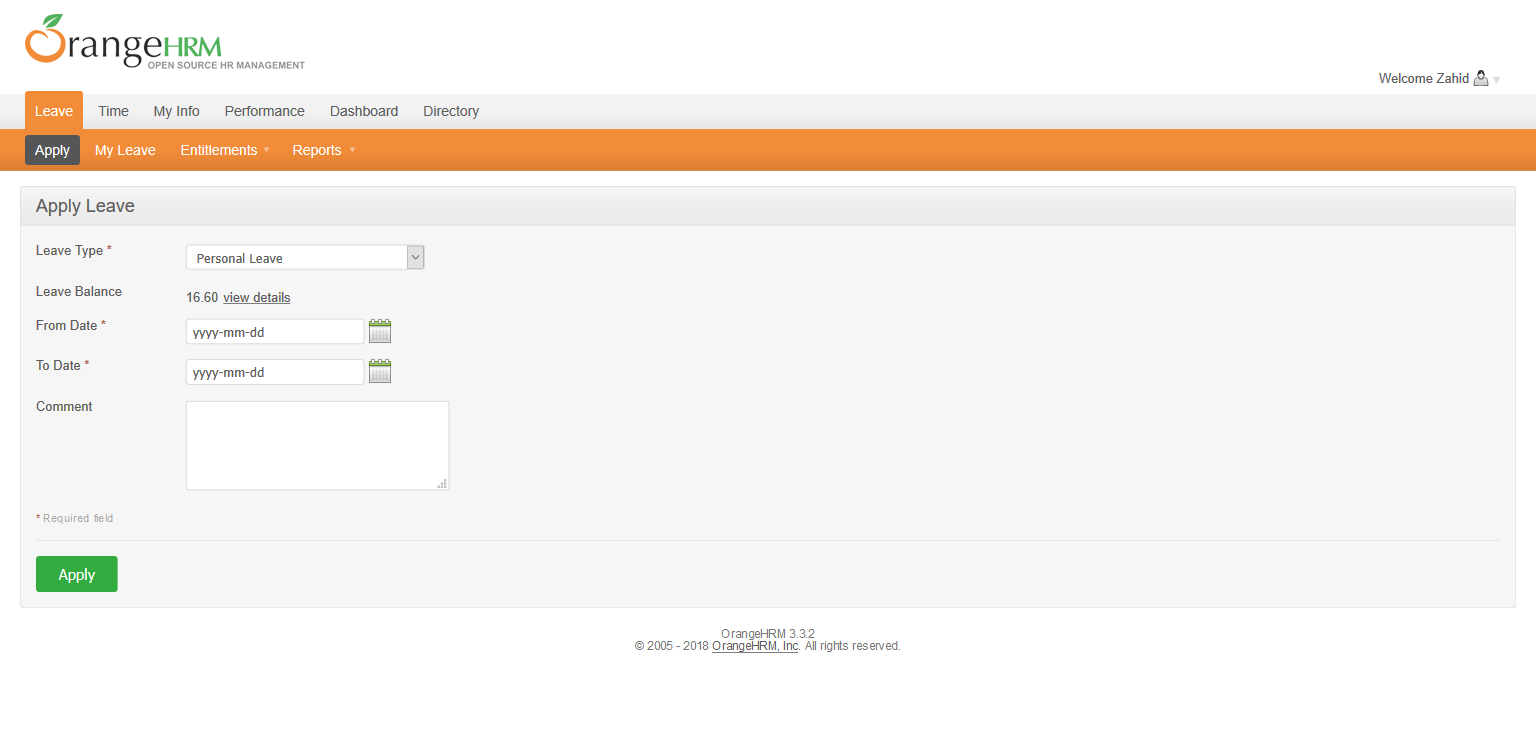 OrangeHRM
OPEN SOURCE HR MANAGEMENT
Welcome Zahid
Leave Time My Info Performance Dashboard Directory
Apply My Leave Entitlements Reports
Apply Leave
Leave Type * Personal Leave
Leave Balance 16.60 view details
From Date * yyyy-mm-dd
To Date * yyyy-mm-dd
Comment
* Required field
Apply
OrangeHRM 3.3.2
© 2005 - 2018 OrangeHRM, Inc. All rights reserved.